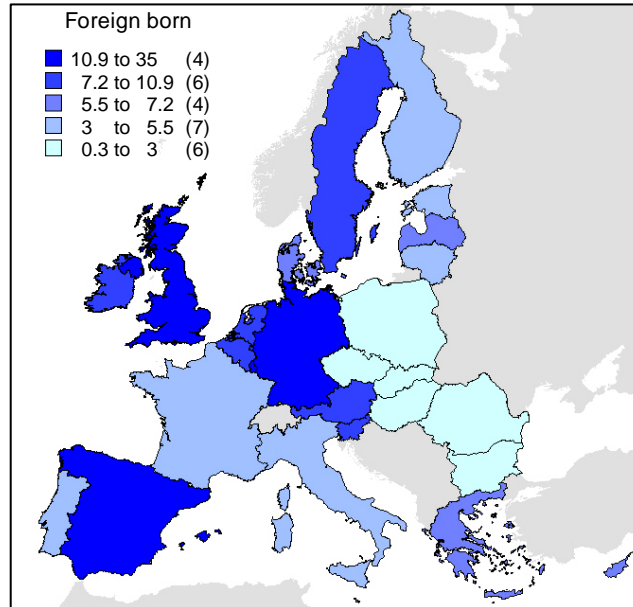 Foreign born
10.9 to 35 (4)
7.2 to 10.9 (6)
5.5 to 7.2 (4)
3 to 5.5 (7)
0.3 to 3 (6)